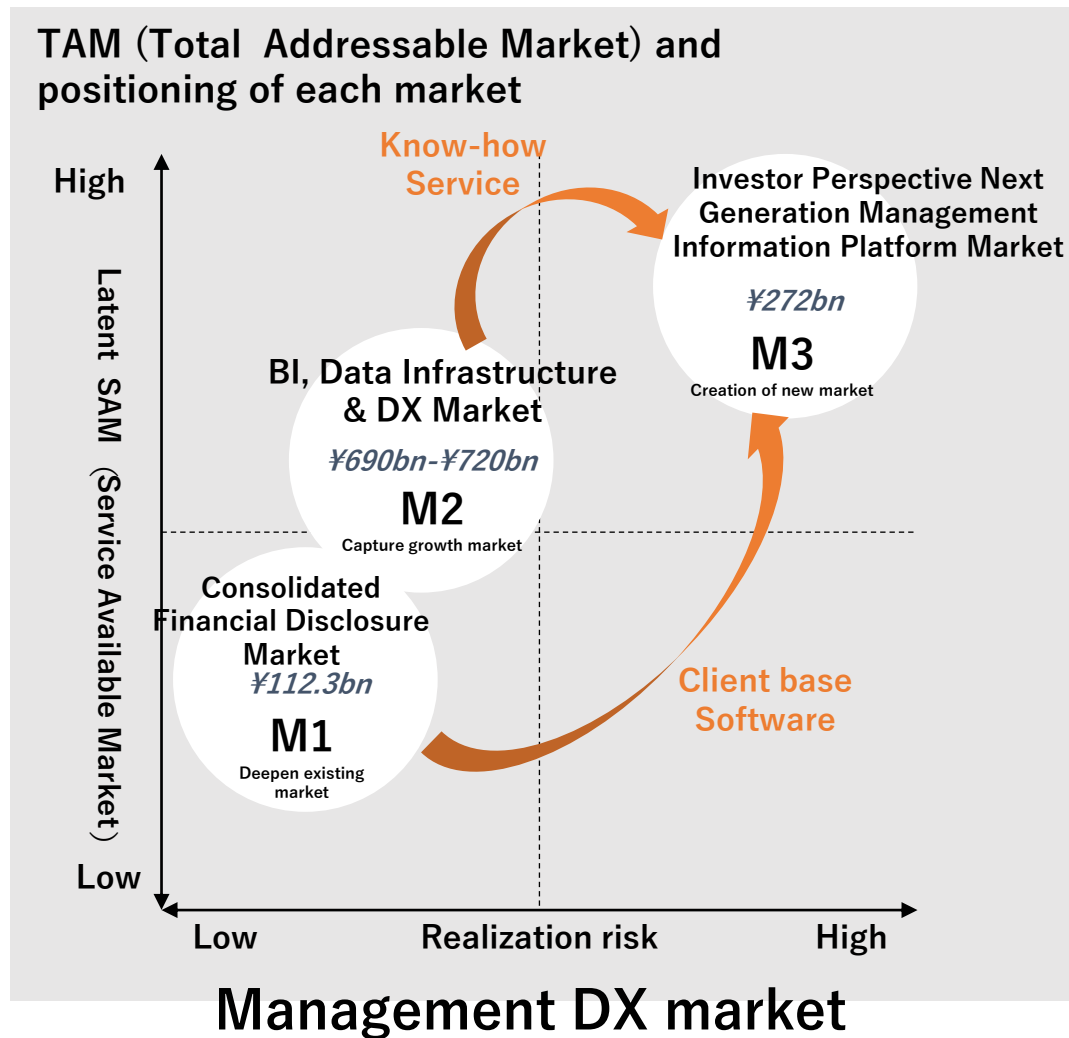 TAM (Total Addressable Market) and
positioning of each market
Know-how
Service
High
Investor Perspective Next
Generation Management
Information Platform Market
¥272bn
M3
Creation of new market
Latent SAM (Service Available Market)
BI, Data Infrastructure
& DX Market
¥690bn-¥720bn
M2
Capture growth market
Consolidated
Financial Disclosure
Market
¥112.3bn
M1
Deepen existing
market
Client base
Software
Low
Low
Realization risk
High
Management DX market